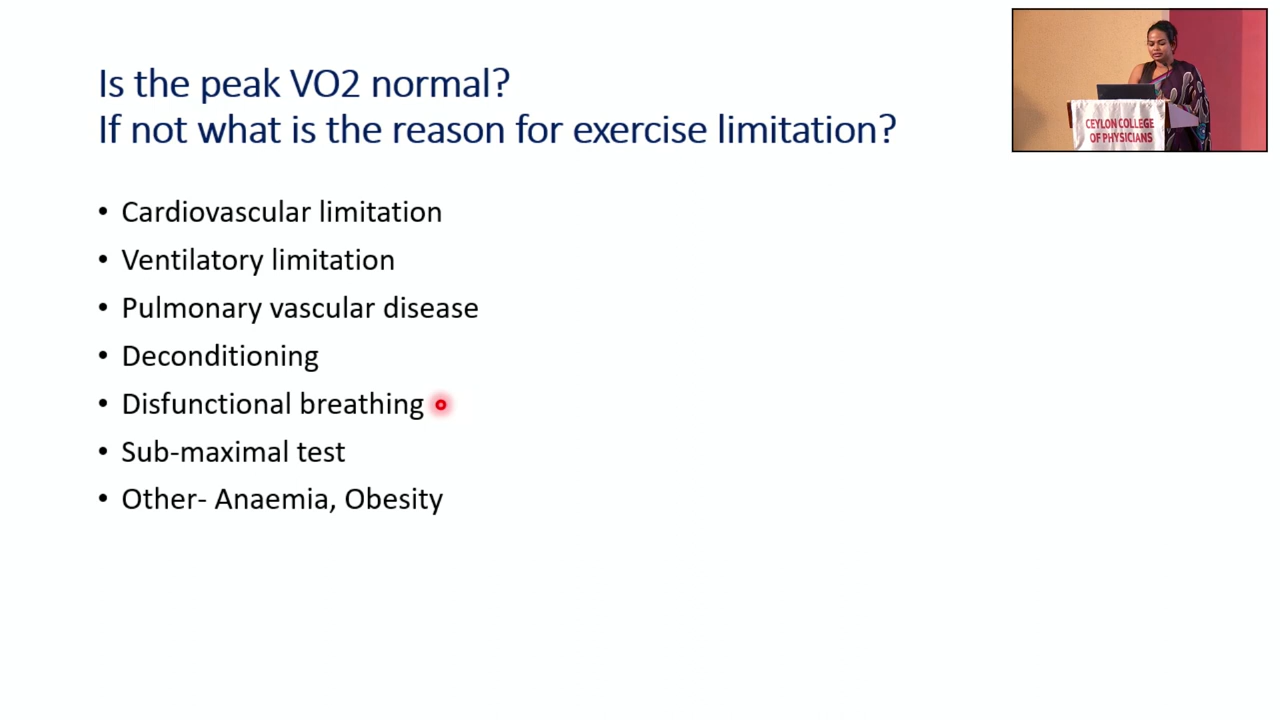 Is the peak VO2 normal?
If not what is the reason for exercise limitation?
• Cardiovascular limitation
• Ventilatory limitation
• Pulmonary vascular disease
• Deconditioning
• Disfunctional breathing
• Sub-maximal test
• Other- Anaemia, Obesity
CEYLON COLLEGE
OF PHYSICIANS